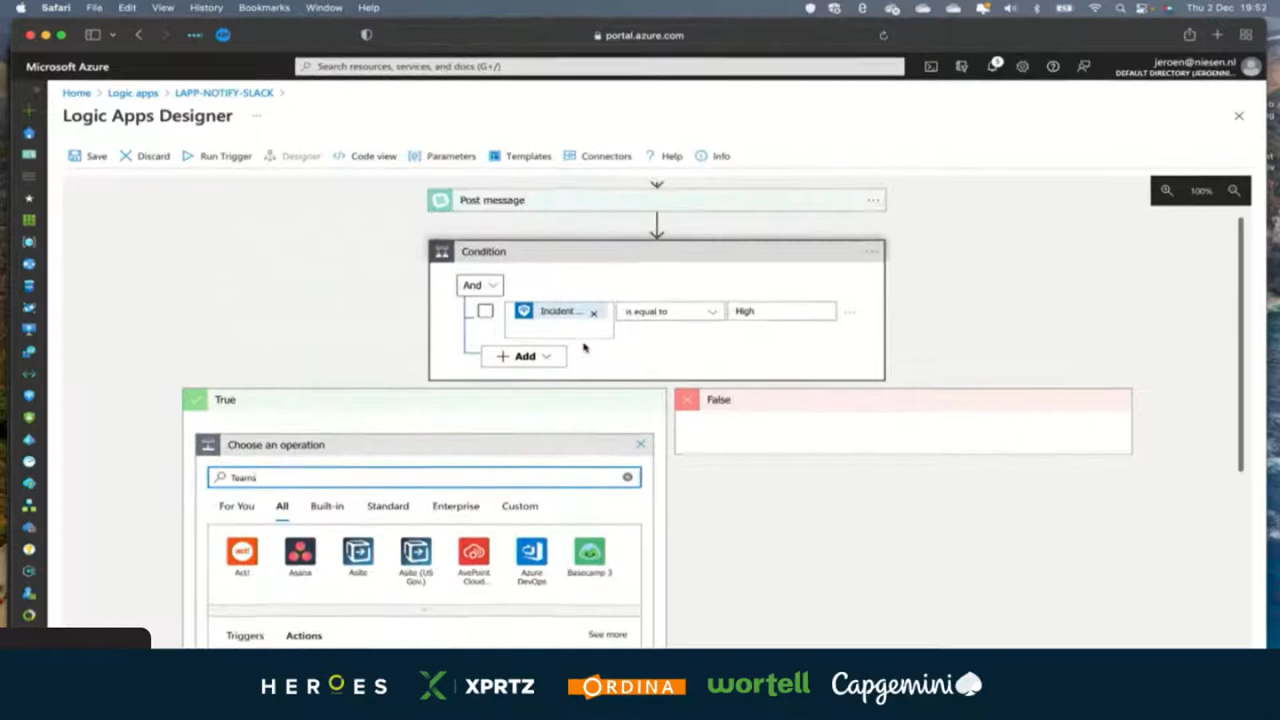 Safari File Edit View History Bookmarks Window Help Thu 2 Dec 19:52
portal.azure.com
Microsoft Azure
Search resources, services, and docs (G+/)
jeroen@niesen.nl
DEFAULT DIRECTORY (JEROENNI...
Home > Logic apps > LAPP-NOTIFY-SLACK >
Logic Apps Designer ...
Save Discard Run Trigger Designer Code view Parameters Templates Connectors Help Info
100%
Post message ...
Condition ...
And
Incident ... is equal to High ...
+ Add
True
False
Choose an operation
Teams
For You All Built-in Standard Enterprise Custom
Act! Asana Asite Asite (US Gov.) AvePoint Cloud... Azure DevOps Basecamp 3
Triggers Actions See more
HEROES XPRTZ ORDINA wortell Capgemini